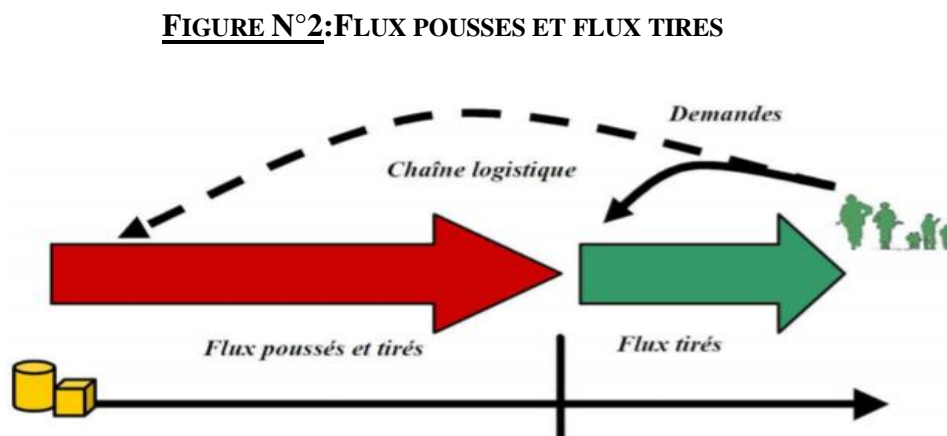 FIGURE N°2:FLUX POUSSES ET FLUX TIRES
Demandes
Chaîne logistique
Flux poussés et tirés
Flux tirés